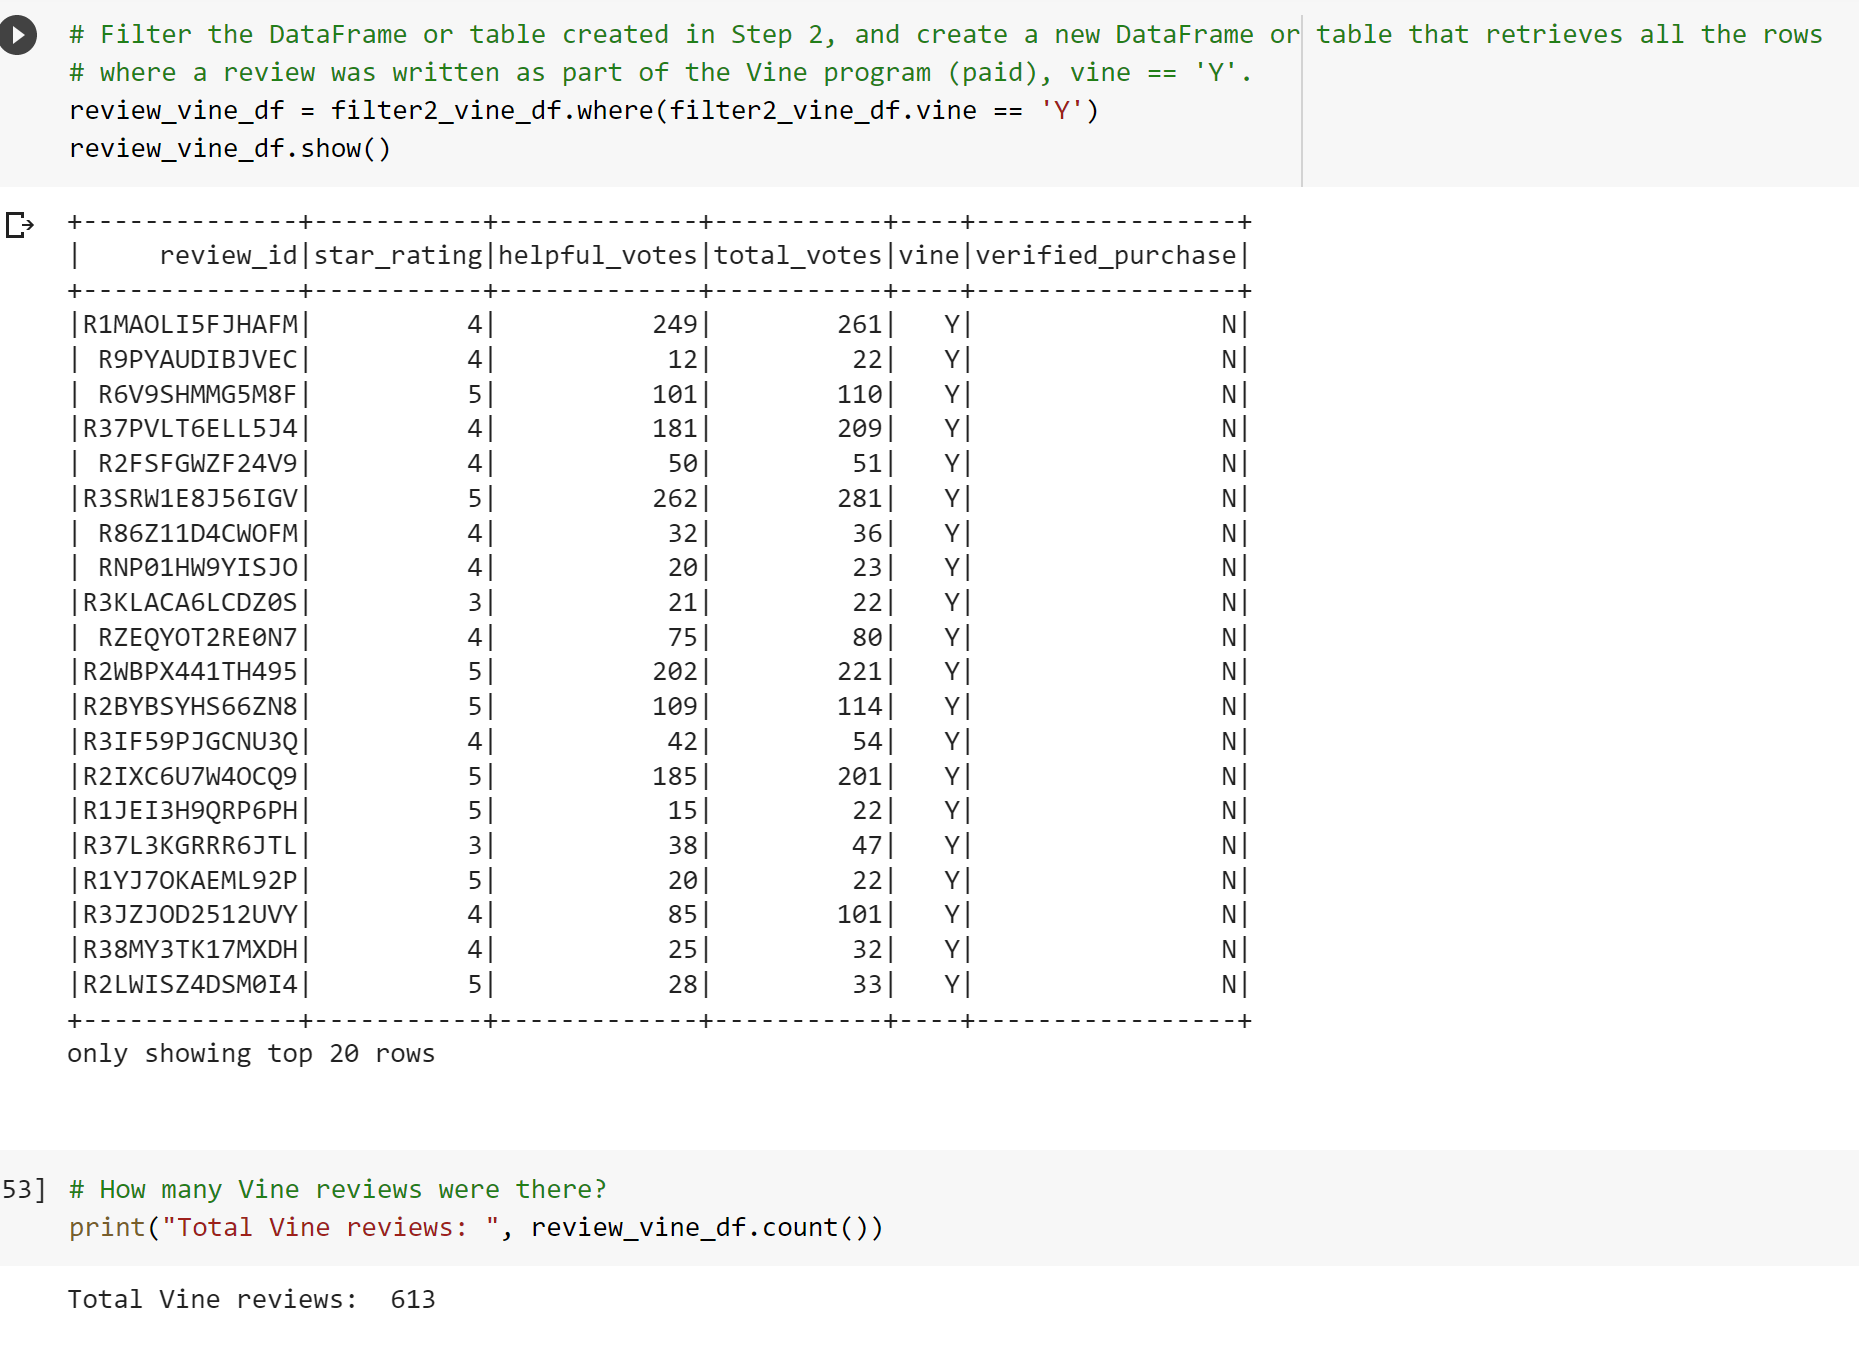 # Filter the DataFrame or table created in Step 2, and create a new DataFrame or table that retrieves all the rows
# where a review was written as part of the Vine program (paid), vine == 'Y'.
review_vine_df = filter2_vine_df.where(filter2_vine_df.vine == 'Y')
review_vine_df.show()
+--------------+-----------+-------------+-----------+----+-----------------+
|     review_id|star_rating|helpful_votes|total_votes|vine|verified_purchase|
+--------------+-----------+-------------+-----------+----+-----------------+
|R1MAOLI5FJHAFM|          4|          249|        261|   Y|                N|
| R9PYAUDIBJVEC|          4|           12|         22|   Y|                N|
| R6V9SHMMG5M8F|          5|          101|        110|   Y|                N|
|R37PVLT6ELL5J4|          4|          181|        209|   Y|                N|
| R2FSFGWZF24V9|          4|           50|         51|   Y|                N|
|R3SRW1E8J56IGV|          5|          262|        281|   Y|                N|
| R86Z11D4CWOFM|          4|           32|         36|   Y|                N|
| RNP01HW9YISJO|          4|           20|         23|   Y|                N|
|R3KLACA6LCDZ0S|          3|           21|         22|   Y|                N|
| RZEQYOT2RE0N7|          4|           75|         80|   Y|                N|
|R2WBPX441TH495|          5|          202|        221|   Y|                N|
|R2BYBSYHS66ZN8|          5|          109|        114|   Y|                N|
|R3IF59PJGCNU3Q|          4|           42|         54|   Y|                N|
|R2IXC6U7W4OCQ9|          5|          185|        201|   Y|                N|
|R1JEI3H9QRP6PH|          5|           15|         22|   Y|                N|
|R37L3KGRRR6JTL|          3|           38|         47|   Y|                N|
|R1YJ7OKAEML92P|          5|           20|         22|   Y|                N|
|R3JZJOD2512UVY|          4|           85|        101|   Y|                N|
|R38MY3TK17MXDH|          4|           25|         32|   Y|                N|
|R2LWISZ4DSM0I4|          5|           28|         33|   Y|                N|
+--------------+-----------+-------------+-----------+----+-----------------+
only showing top 20 rows
53] # How many Vine reviews were there?
print("Total Vine reviews: ", review_vine_df.count())
Total Vine reviews:  613